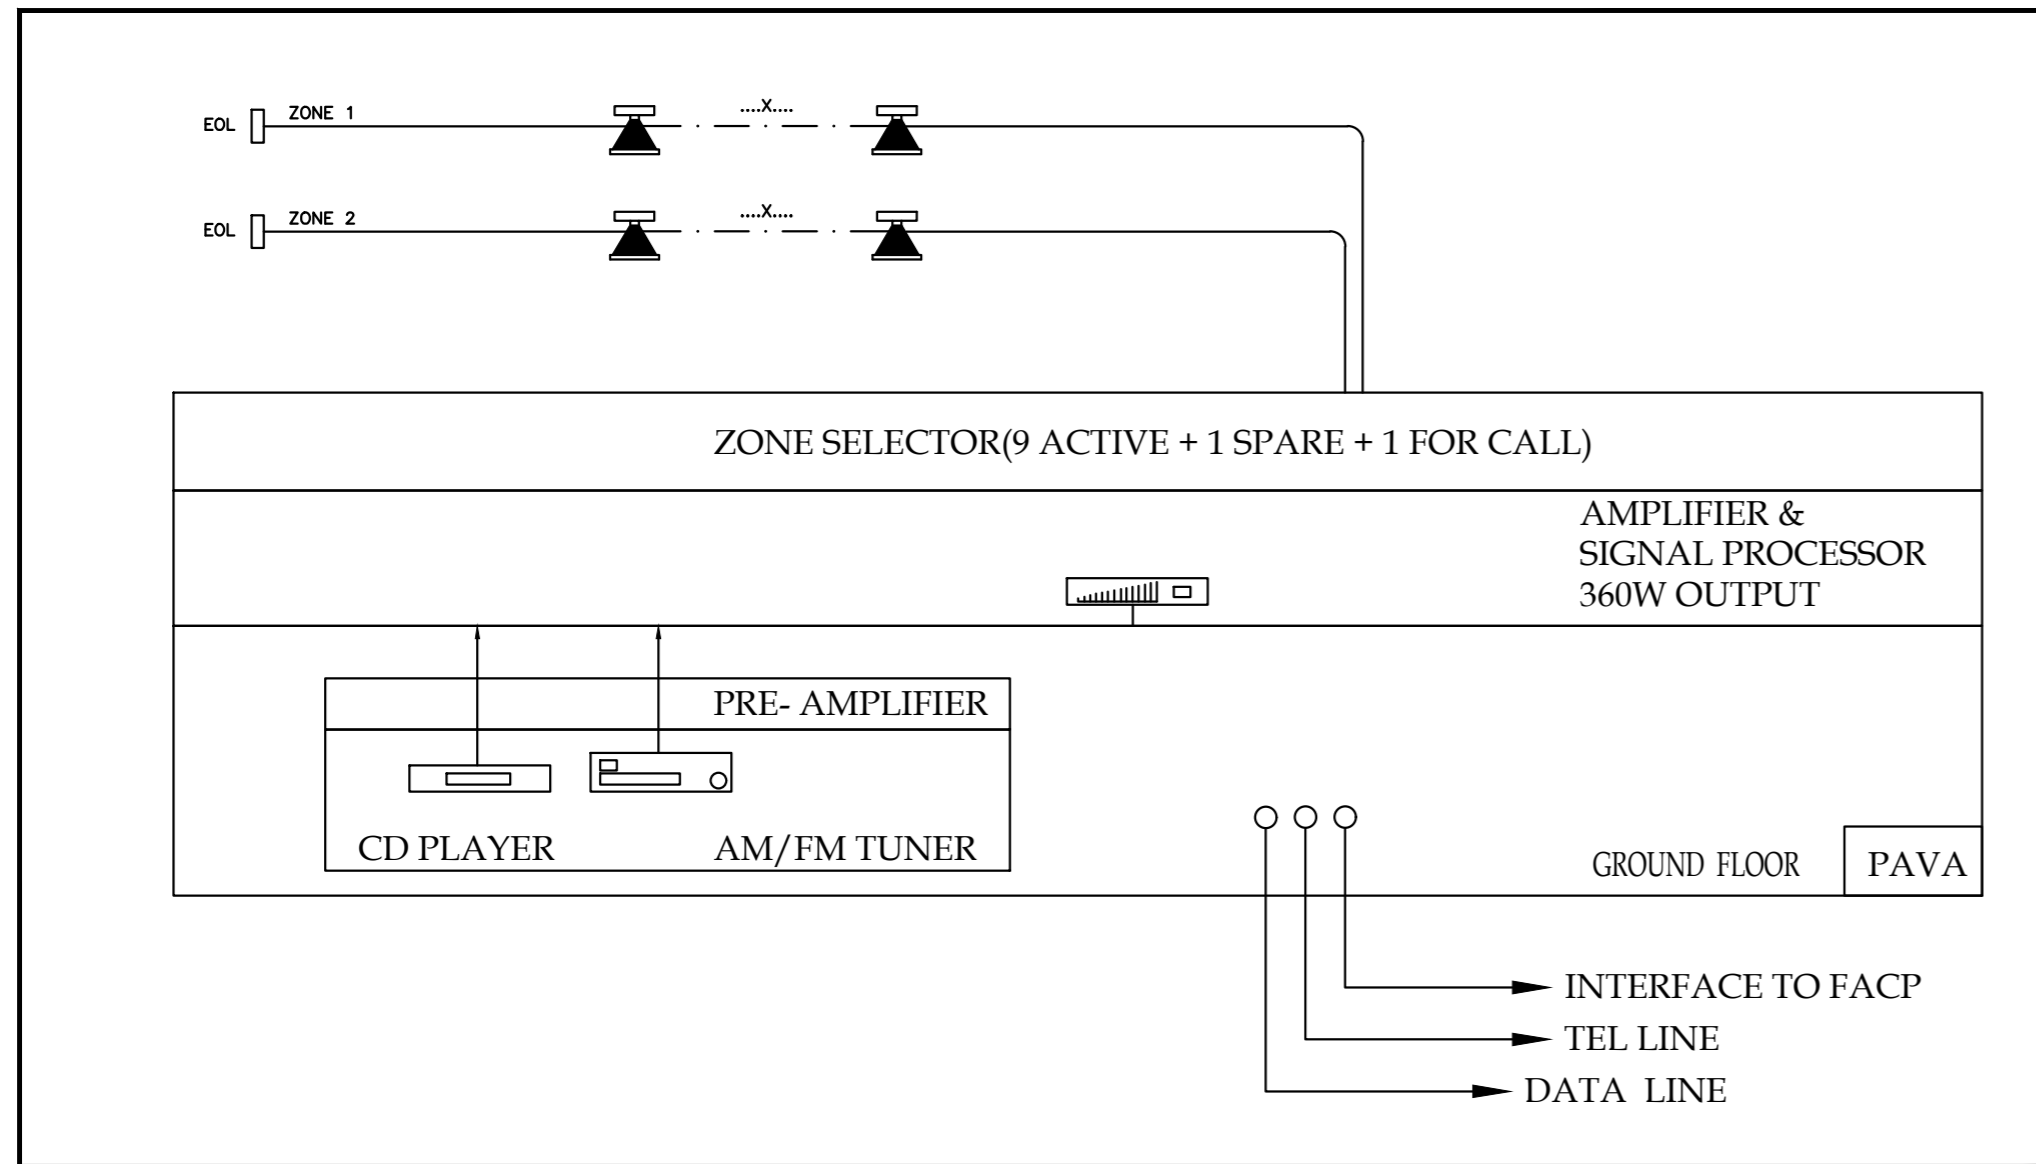 EOL
ZONE 1
....X....
EOL
ZONE 2
....X....
ZONE SELECTOR(9 ACTIVE + 1 SPARE + 1 FOR CALL)
AMPLIFIER &
SIGNAL PROCESSOR
360W OUTPUT
PRE- AMPLIFIER
CD PLAYER
AM/FM TUNER
GROUND FLOOR
PAVA
INTERFACE TO FACP
TEL LINE
DATA LINE